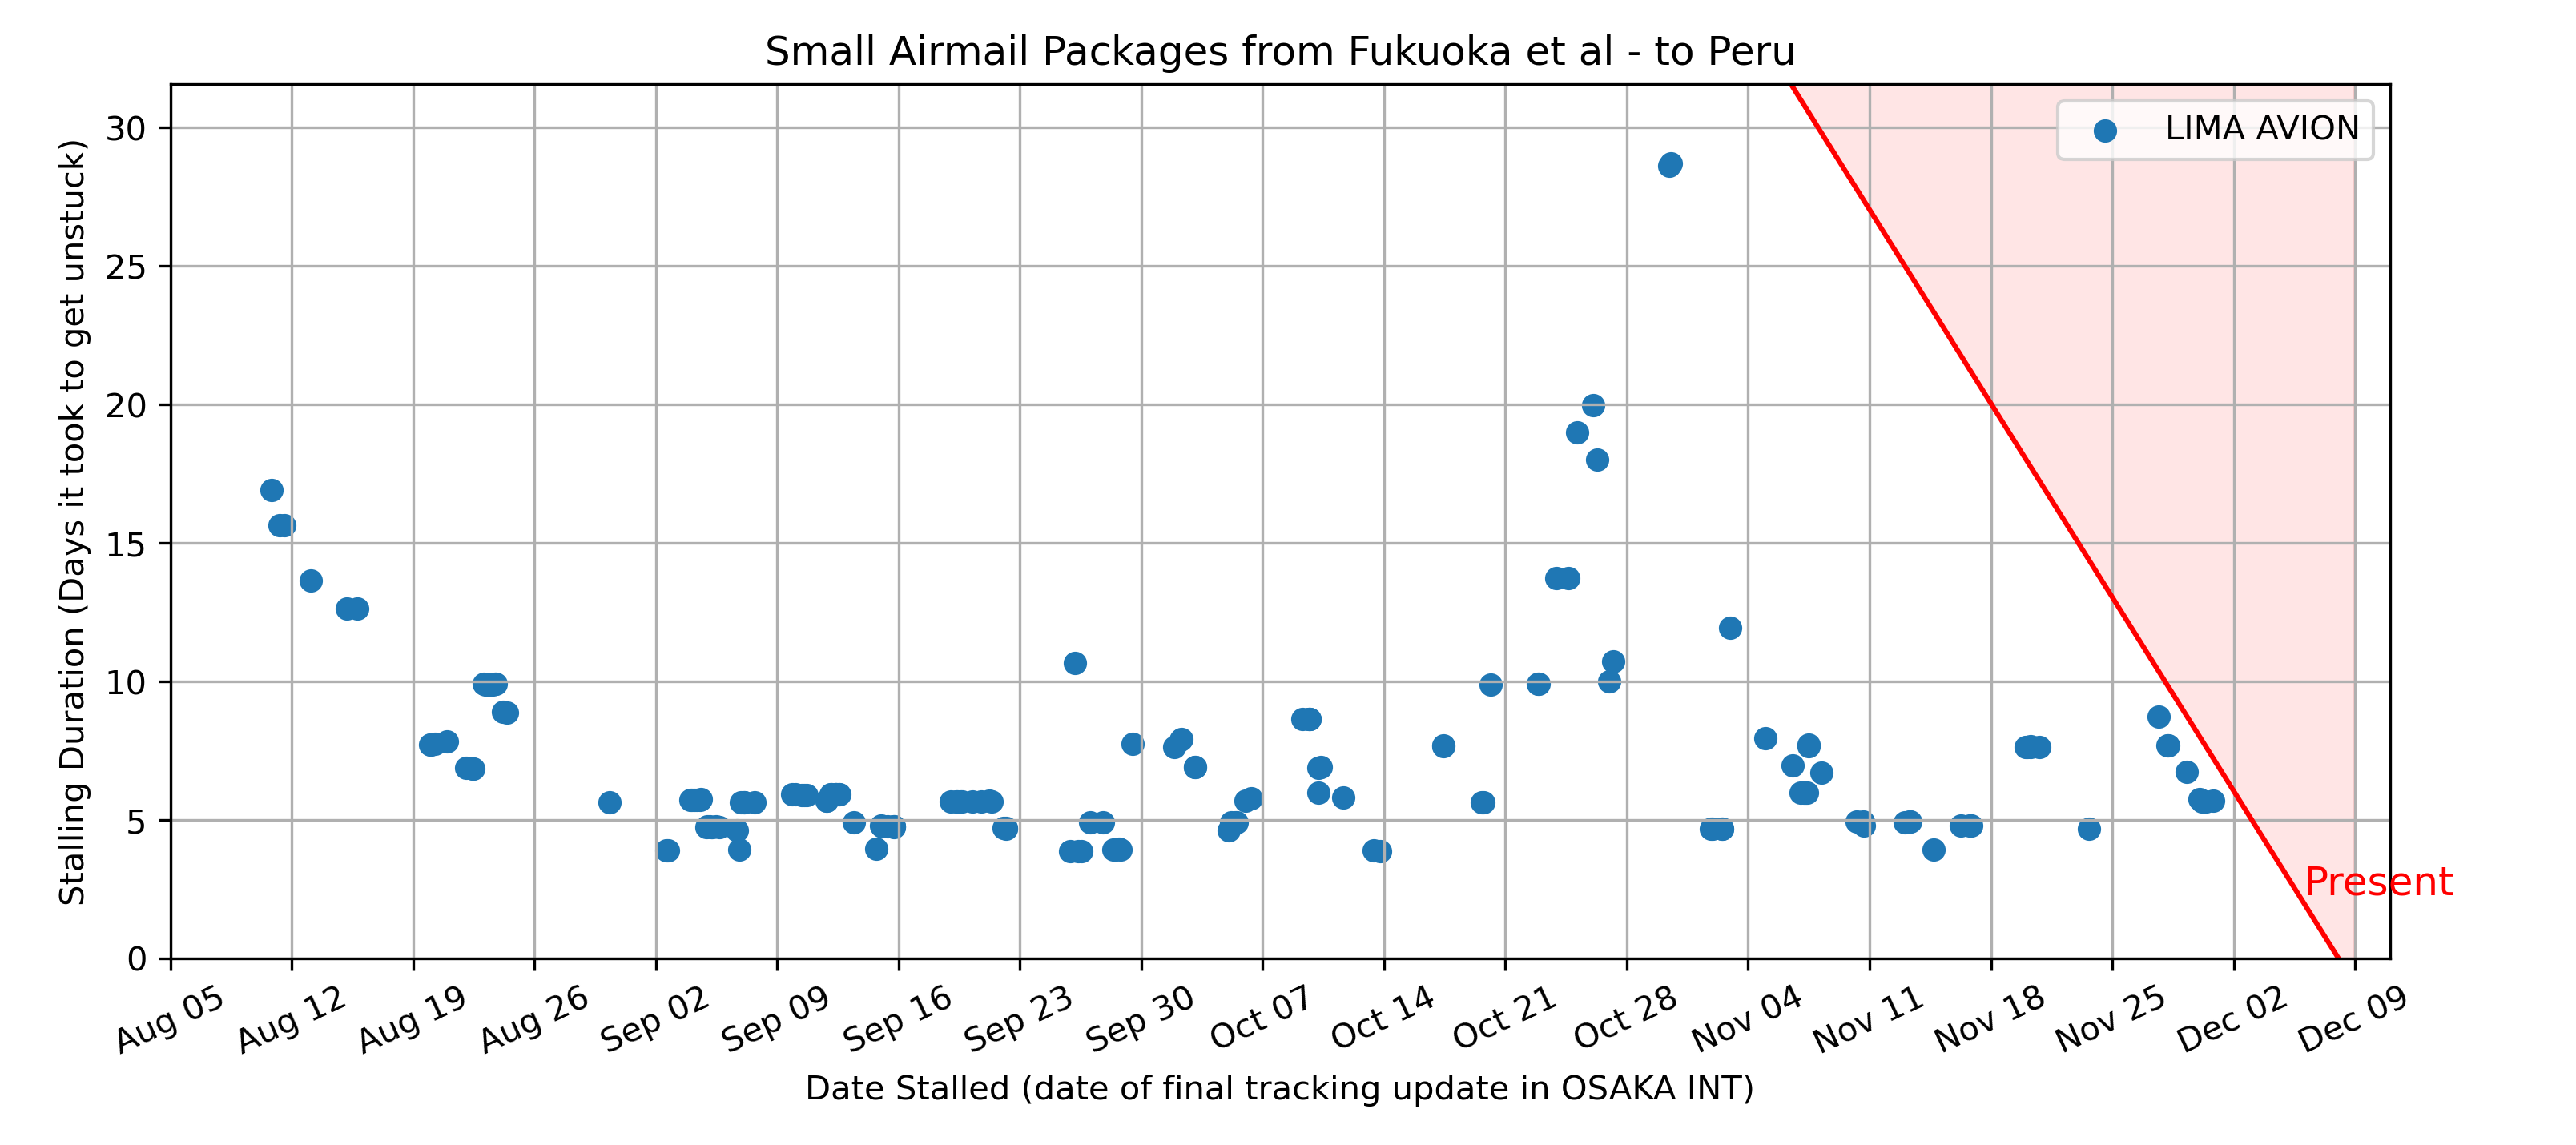 Small Airmail Packages from Fukuoka et al - to Peru
Stalling Duration (Days it took to get unstuck)
30
25
20
15
10
5
0
LIMA AVION
Present
Aug 05
Aug 12
Aug 19
Aug 26
Sep 02
Sep 09
Sep 16
Sep 23
Sep 30
Oct 07
Oct 14
Oct 21
Oct 28
Nov 04
Nov 11
Nov 18
Nov 25
Dec 02
Dec 09
Date Stalled (date of final tracking update in OSAKA INT)